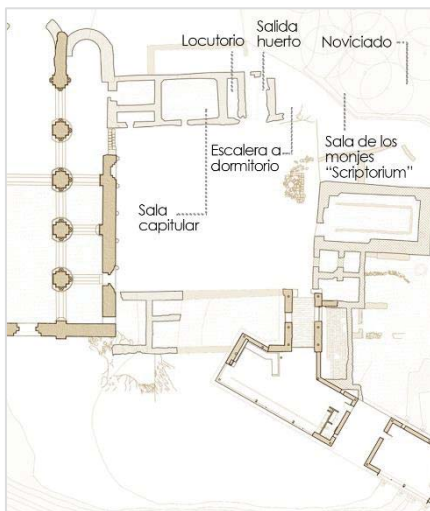 Locutorio
Salida
huerto
Noviciado
Escalera a
dormitorio
Sala de los
monjes
“Scriptorium”
Sala
capitular